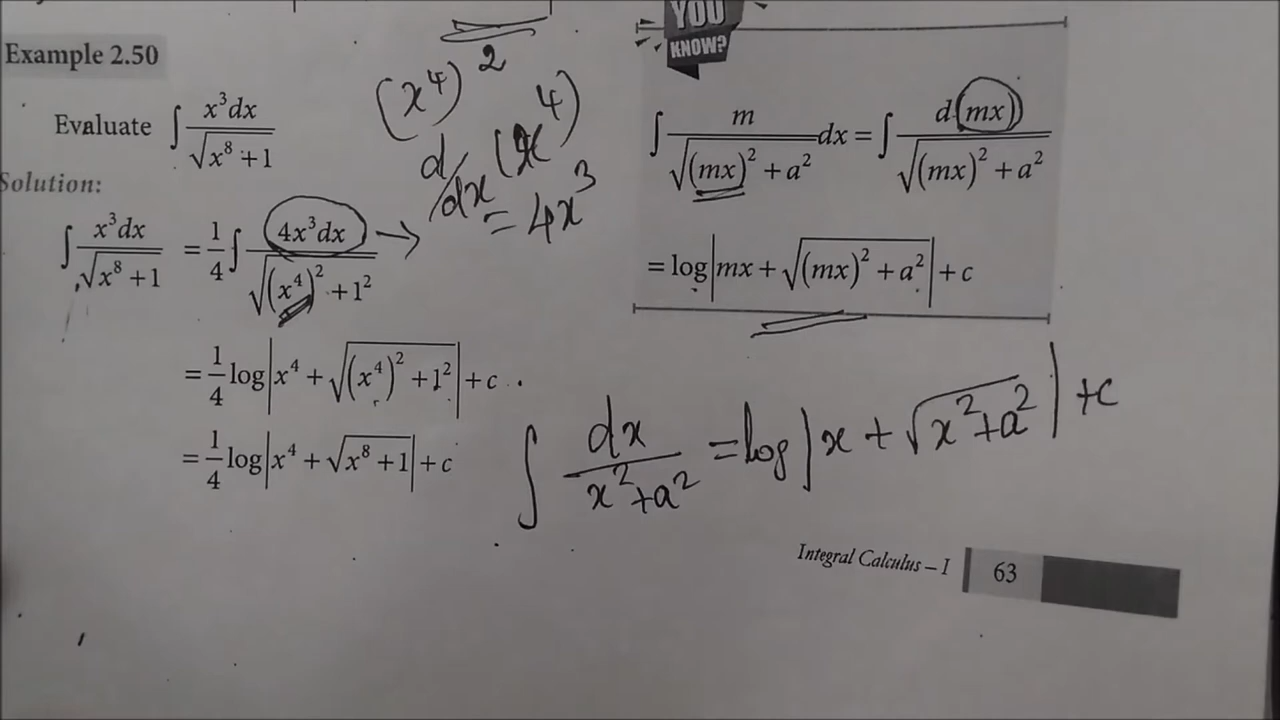 Example 2.50
Evaluate ∫ x³dx / √(x⁸ + 1)
Solution:
∫ x³dx / √(x⁸ + 1) = 1/4 ∫ 4x³dx / √((x⁴)² + 1²)
= 1/4 log|x⁴ + √((x⁴)² + 1²)| + c
= 1/4 log|x⁴ + √(x⁸ + 1)| + c
(x⁴)²
d/dx (x⁴)
= 4x³
YOU
KNOW?
∫ m / √((mx)² + a²) dx = ∫ d(mx) / √((mx)² + a²)
= log|mx + √((mx)² + a²)| + c
∫ dx / x²+a² = log|x + √(x²+a²)| + c
Integral Calculus – I 63